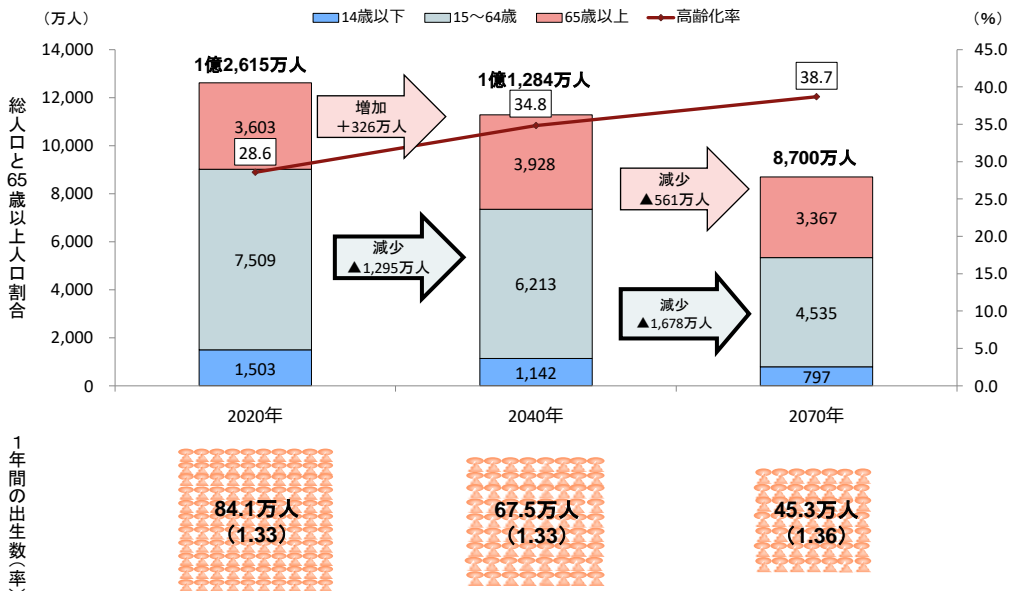 （万人）
14歳以下
15～64歳
65歳以上
高齢化率
（%）
総人口と65歳以上人口割合
14,000
12,000
10,000
8,000
6,000
4,000
2,000
0
45.0
40.0
35.0
30.0
25.0
20.0
15.0
10.0
5.0
0.0
1億2,615万人
3,603
28.6
7,509
1,503
増加
＋326万人
減少
▲1,295万人
1億1,284万人
34.8
3,928
6,213
1,142
減少
▲561万人
減少
▲1,678万人
38.7
8,700万人
3,367
4,535
797
2020年
2040年
2070年
1年間の出生数（率）
84.1万人
（1.33）
67.5万人
（1.33）
45.3万人
（1.36）